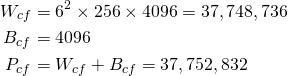 W_{cf} = 6^2 × 256 × 4096 = 37,748,736
B_{cf} = 4096
P_{cf} = W_{cf} + B_{cf} = 37,752,832